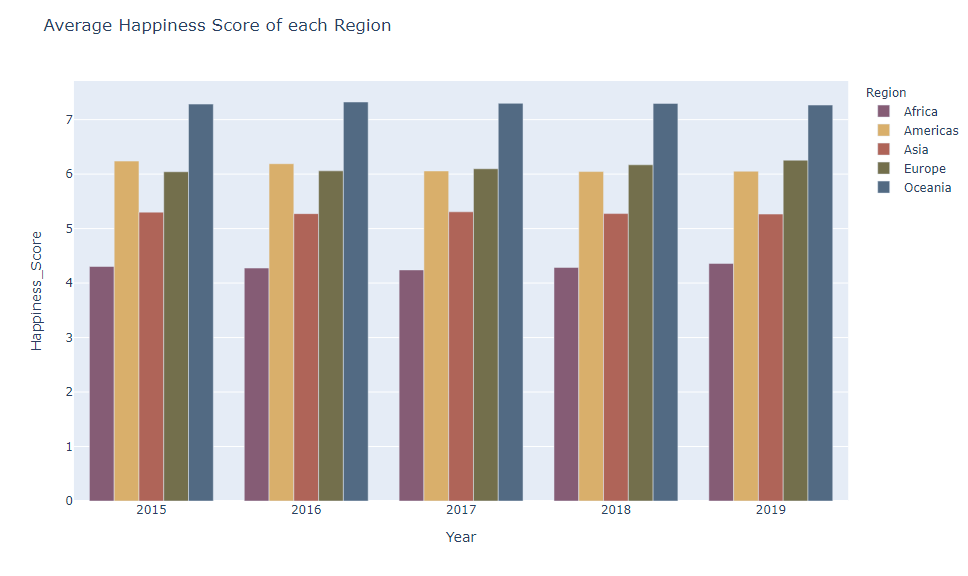 Average Happiness Score of each Region
Region
Africa
Americas
Asia
Europe
Oceania
Happiness_Score
7
6
5
4
3
2
1
0
2015
2016
2017
2018
2019
Year